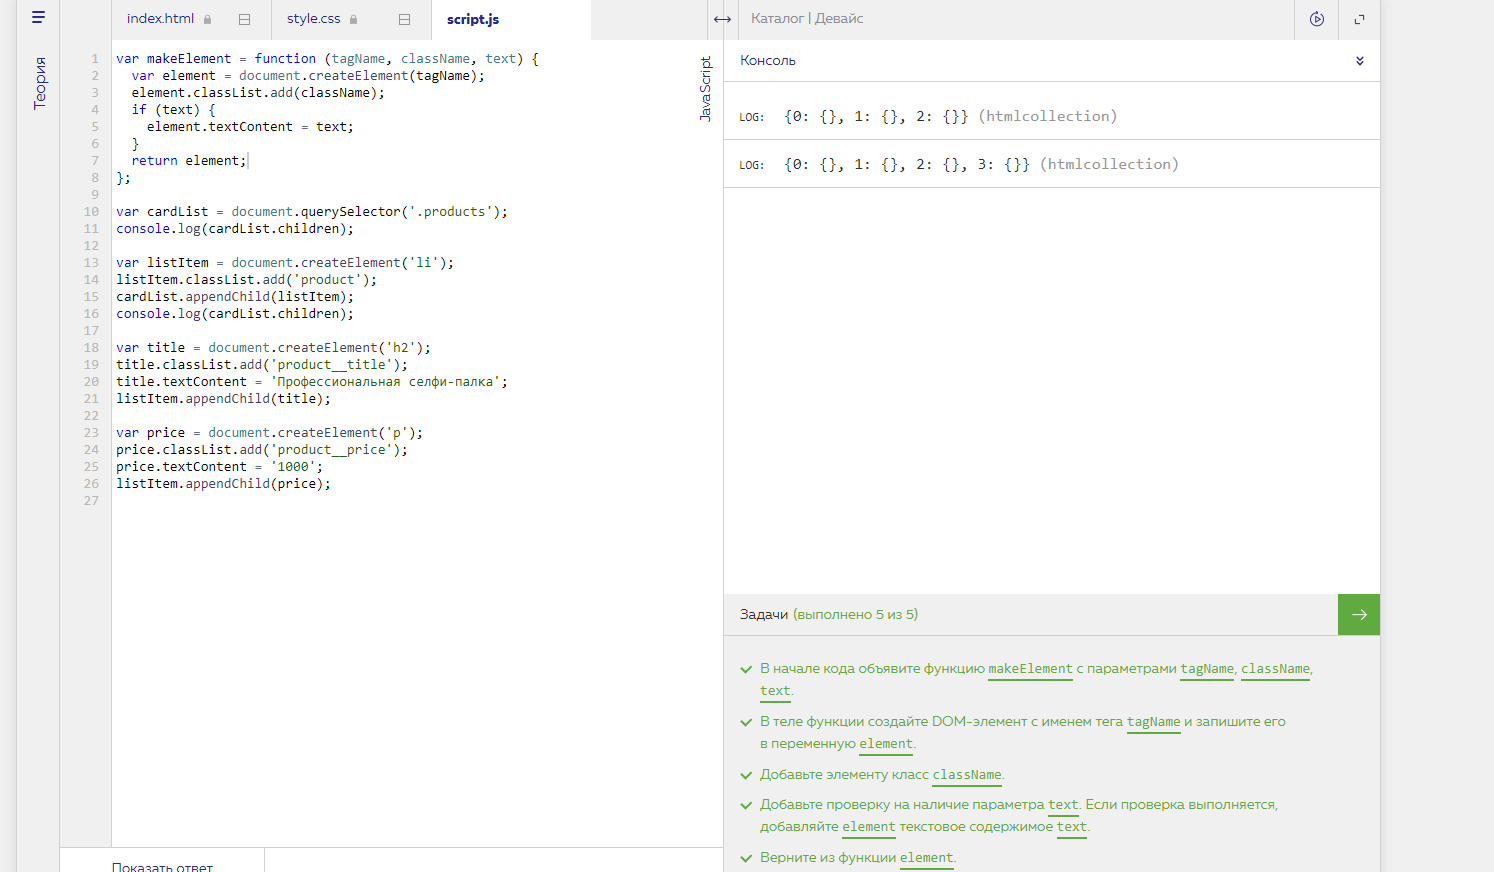 index.html
style.css
script.js
Каталог | Девайс
Теория
1 var makeElement = function (tagName, className, text) {
2 var element = document.createElement(tagName);
3 element.classList.add(className);
4 if (text) {
5 element.textContent = text;
6 }
7 return element;
8 };
9
10 var cardList = document.querySelector('.products');
11 console.log(cardList.children);
12
13 var listItem = document.createElement('li');
14 listItem.classList.add('product');
15 cardList.appendChild(listItem);
16 console.log(cardList.children);
17
18 var title = document.createElement('h2');
19 title.classList.add('product__title');
20 title.textContent = 'Профессиональная селфи-палка';
21 listItem.appendChild(title);
22
23 var price = document.createElement('p');
24 price.classList.add('product__price');
25 price.textContent = '1000';
26 listItem.appendChild(price);
27
JavaScript
Показать ответ
Консоль
LOG: {0: {}, 1: {}, 2: {}} (htmlcollection)
LOG: {0: {}, 1: {}, 2: {}, 3: {}} (htmlcollection)
Задачи (выполнено 5 из 5)
В начале кода объявите функцию makeElement с параметрами tagName, className,
text.
В теле функции создайте DOM-элемент с именем тега tagName и запишите его
в переменную element.
Добавьте элементу класс className.
Добавьте проверку на наличие параметра text. Если проверка выполняется,
добавляйте element текстовое содержимое text.
Верните из функции element.